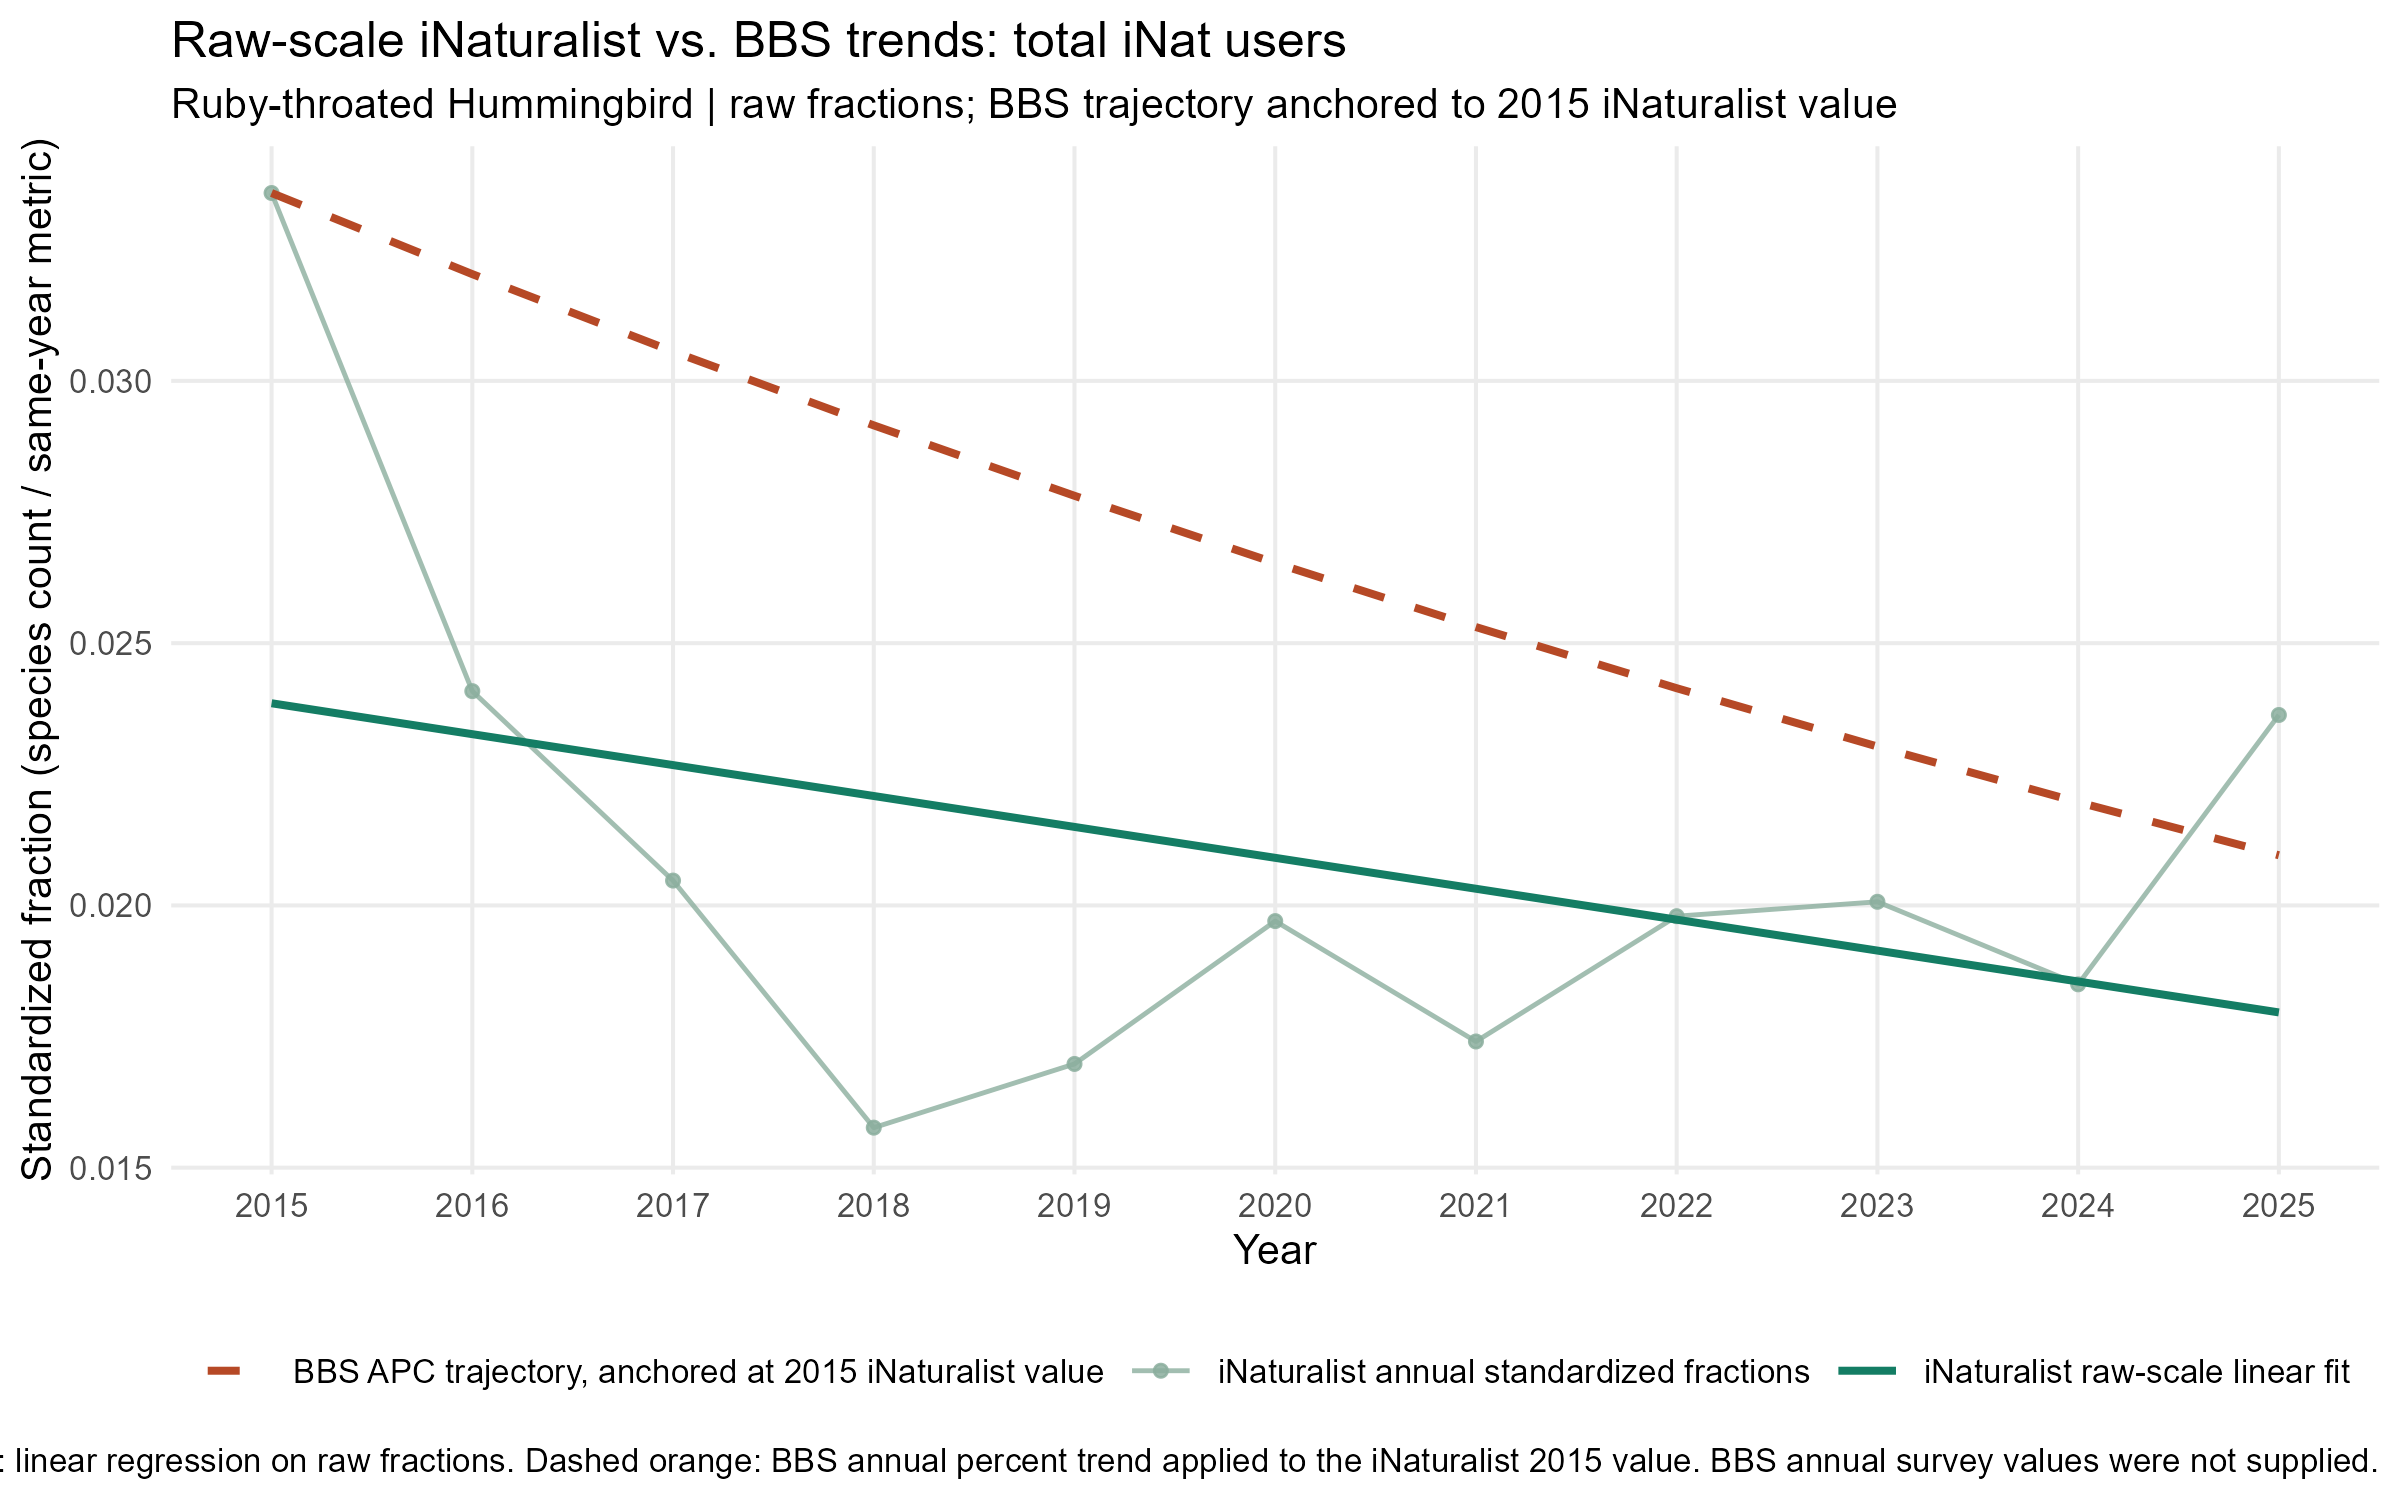 Raw-scale iNaturalist vs. BBS trends: total iNat users
Ruby-throated Hummingbird | raw fractions; BBS trajectory anchored to 2015 iNaturalist value
Standardized fraction (species count / same-year metric)
0.030
0.025
0.020
0.015
2015 2016 2017 2018 2019 2020 2021 2022 2023 2024 2025
Year
BBS APC trajectory, anchored at 2015 iNaturalist value iNaturalist annual standardized fractions iNaturalist raw-scale linear fit
: linear regression on raw fractions. Dashed orange: BBS annual percent trend applied to the iNaturalist 2015 value. BBS annual survey values were not supplied.